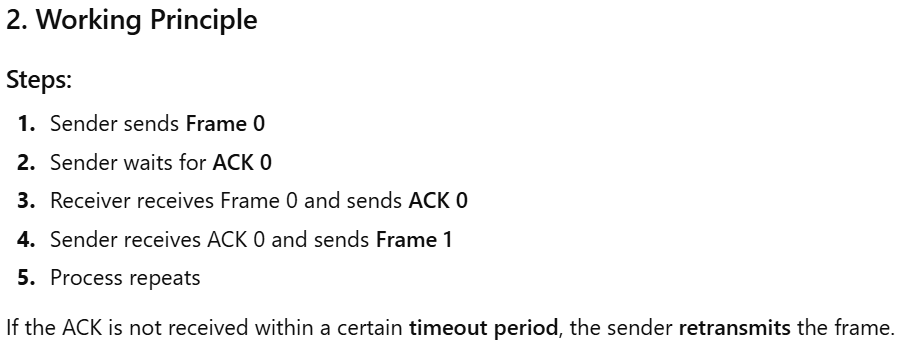 2. Working Principle
Steps:
1. Sender sends Frame 0
2. Sender waits for ACK 0
3. Receiver receives Frame 0 and sends ACK 0
4. Sender receives ACK 0 and sends Frame 1
5. Process repeats
If the ACK is not received within a certain timeout period, the sender retransmits the frame.